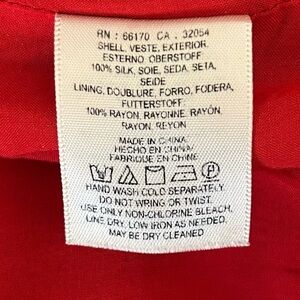 RN : 66170 CA . 32054
SHELL, VESTE, EXTERIOR,
ESTERNO, OBERSTOFF:
100% SILK, SOIE, SEDA, SETA,
SEIDE
LINING, DOUBLURE, FORRO, FODERA,
FUTTERSTOFF:
100% RAYON, RAYONNE, RAYÓN,
RAYON, REYON
MADE IN CHINA
HECHO EN CHINA
FABRIQUE EN CHINE
HAND WASH COLD SEPARATELY.
DO NOT WRING OR TWIST.
USE ONLY NON-CHLORINE BLEACH,
LINE DRY, LOW IRON AS NEEDED.
MAY BE DRY CLEANED